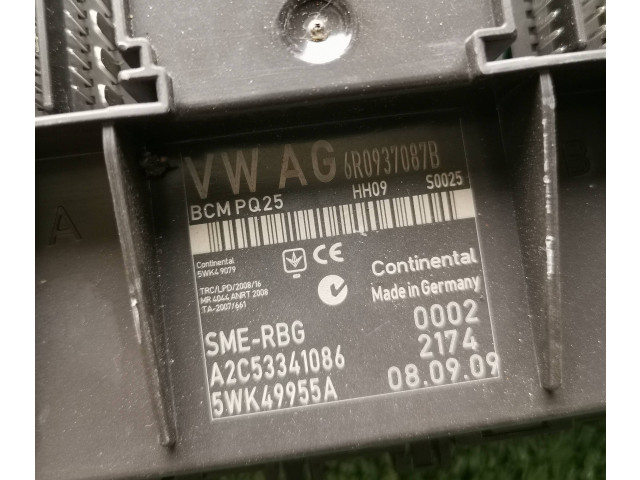 VW AG 6R0937087B
BCM PQ25 HH09 S0025
Continental
5WK4 9079
CE
TRC/LPD/2008/16
MR 4044 ANRT 2008
TA-2007/661
Continental
Made in Germany
SME-RBG 0002
A2C53341086 2174
5WK49955A 08.09.09
A